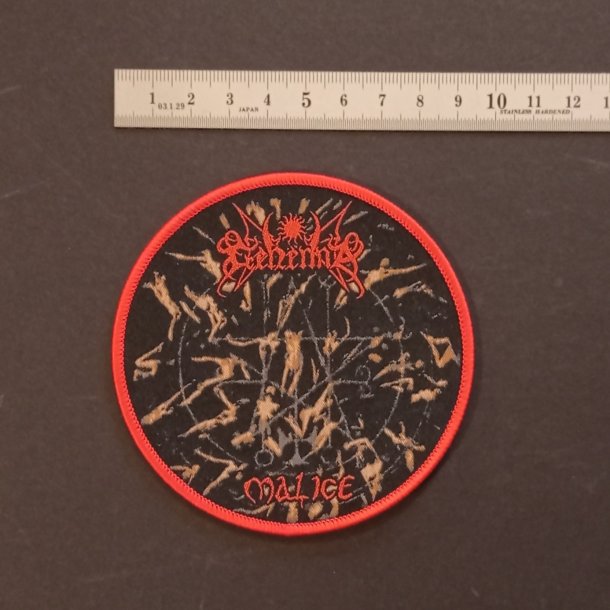 1 2 3 4 5 6 7 8 9 10 11 12 1
03.1.29 JAPAN STAINLESS HARDENED
Gehenna
MALICE